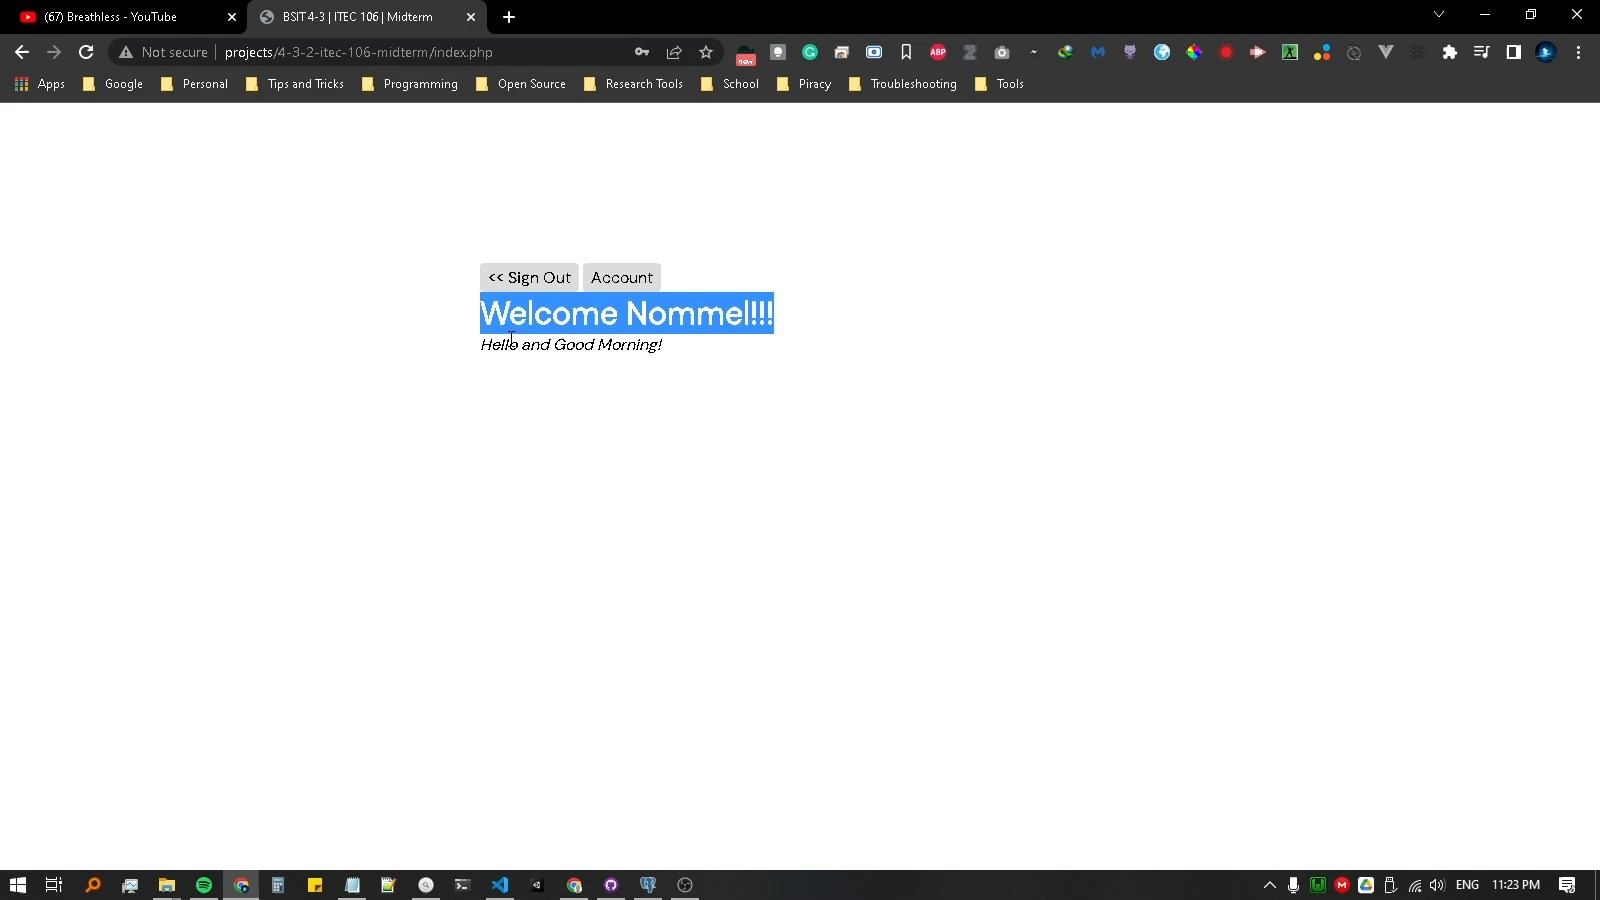 (67) Breathless - YouTube
BSIT 4-3 | ITEC 106 | Midterm
Not secure
projects/4-3-2-itec-106-midterm/index.php
new
ABP
Apps
Google
Personal
Tips and Tricks
Programming
Open Source
Research Tools
School
Piracy
Troubleshooting
Tools
<< Sign Out
Account
Welcome Nommel!!!
Hello and Good Morning!
ENG
11:23 PM